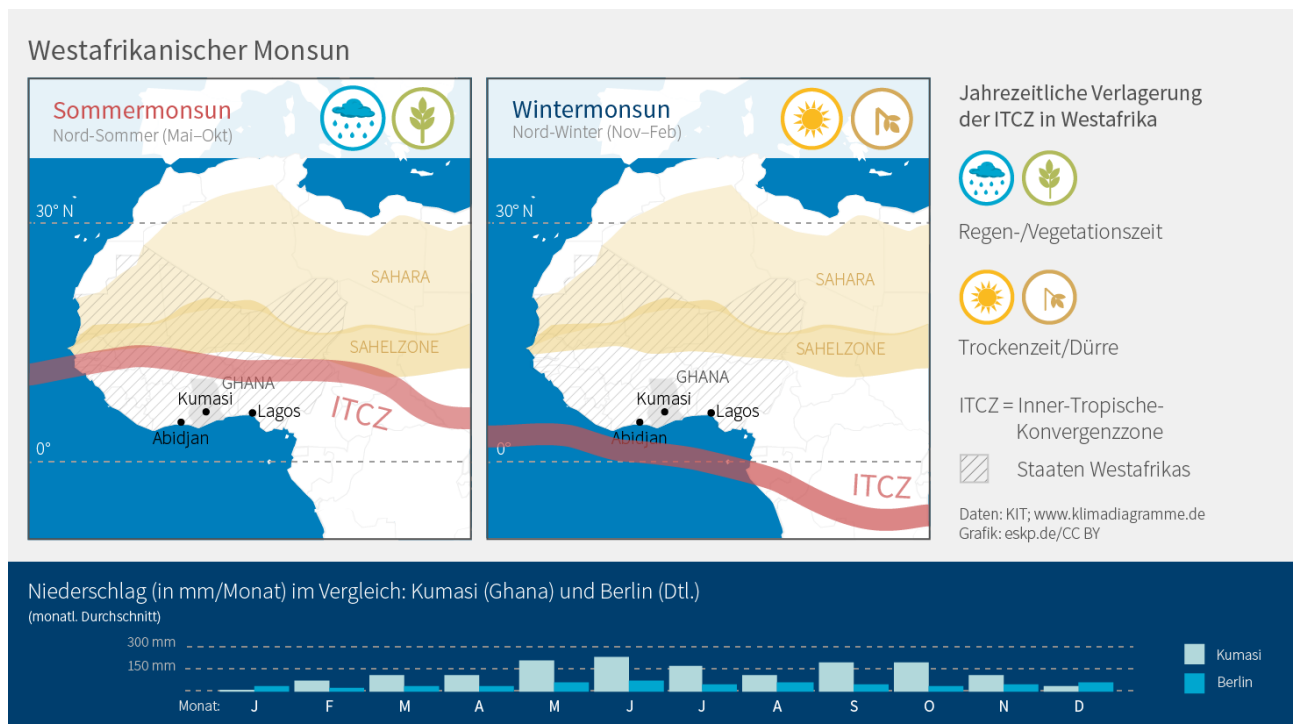 Westafrikanischer Monsun
Sommermonsun
Nord-Sommer (Mai–Okt)
30° N
SAHARA
SAHELZONE
GHANA
Kumasi
Lagos
Abidjan
ITCZ
0°
Wintermonsun
Nord-Winter (Nov–Feb)
30° N
SAHARA
SAHELZONE
GHANA
Kumasi
Lagos
Abidjan
0°
ITCZ
Jahrezeitliche Verlagerung
der ITCZ in Westafrika
Regen-/Vegetationszeit
Trockenzeit/Dürre
ITCZ = Inner-Tropische-
Konvergenzzone
Staaten Westafrikas
Daten: KIT; www.klimadiagramme.de
Grafik: eskp.de/CC BY
Niederschlag (in mm/Monat) im Vergleich: Kumasi (Ghana) und Berlin (Dtl.)
(monatl. Durchschnitt)
300 mm
150 mm
Monat: J F M A M J J A S O N D
Kumasi
Berlin